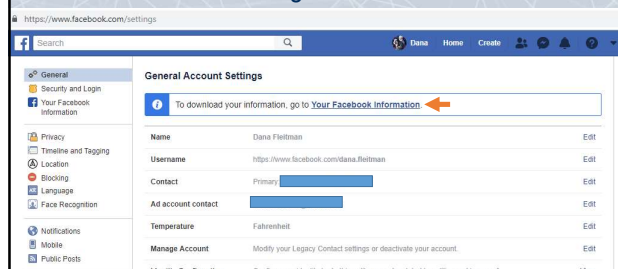 https://www.facebook.com/settings
f Search Dana Home Create
General
Security and Login
Your Facebook
Information
Privacy
Timeline and Tagging
Location
Blocking
Language
Face Recognition
Notifications
Mobile
Public Posts
General Account Settings
To download your information, go to Your Facebook Information.
Name Dana Fleitman Edit
Username https://www.facebook.com/dana.fleitman Edit
Contact Primary: Edit
Ad account contact Edit
Temperature Fahrenheit Edit
Manage Account Modify your Legacy Contact settings or deactivate your account. Edit